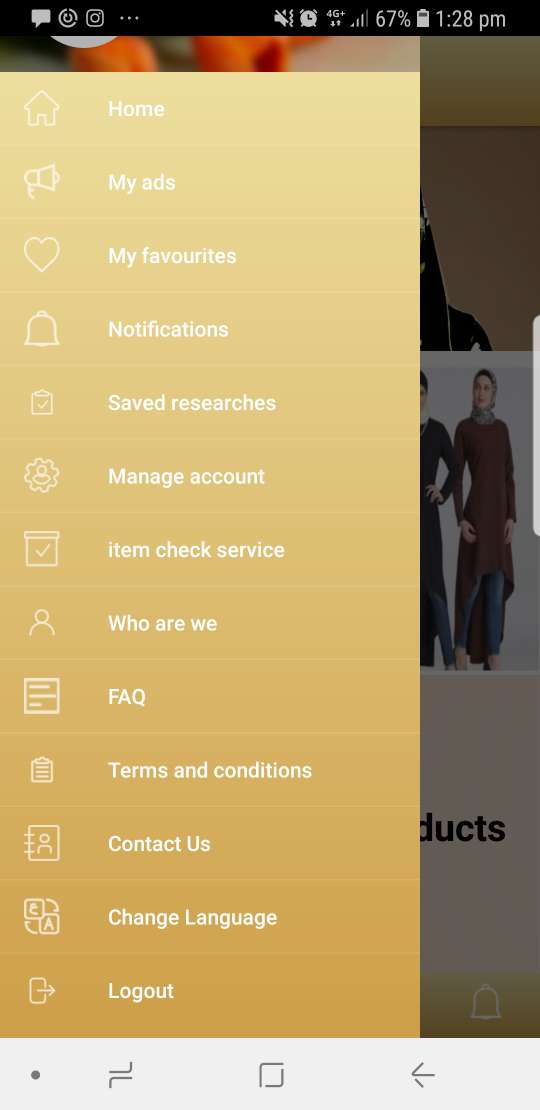 4G+ 67% 1:28 pm
Home
My ads
My favourites
Notifications
Saved researches
Manage account
item check service
Who are we
FAQ
Terms and conditions
ducts
Contact Us
Change Language
Logout